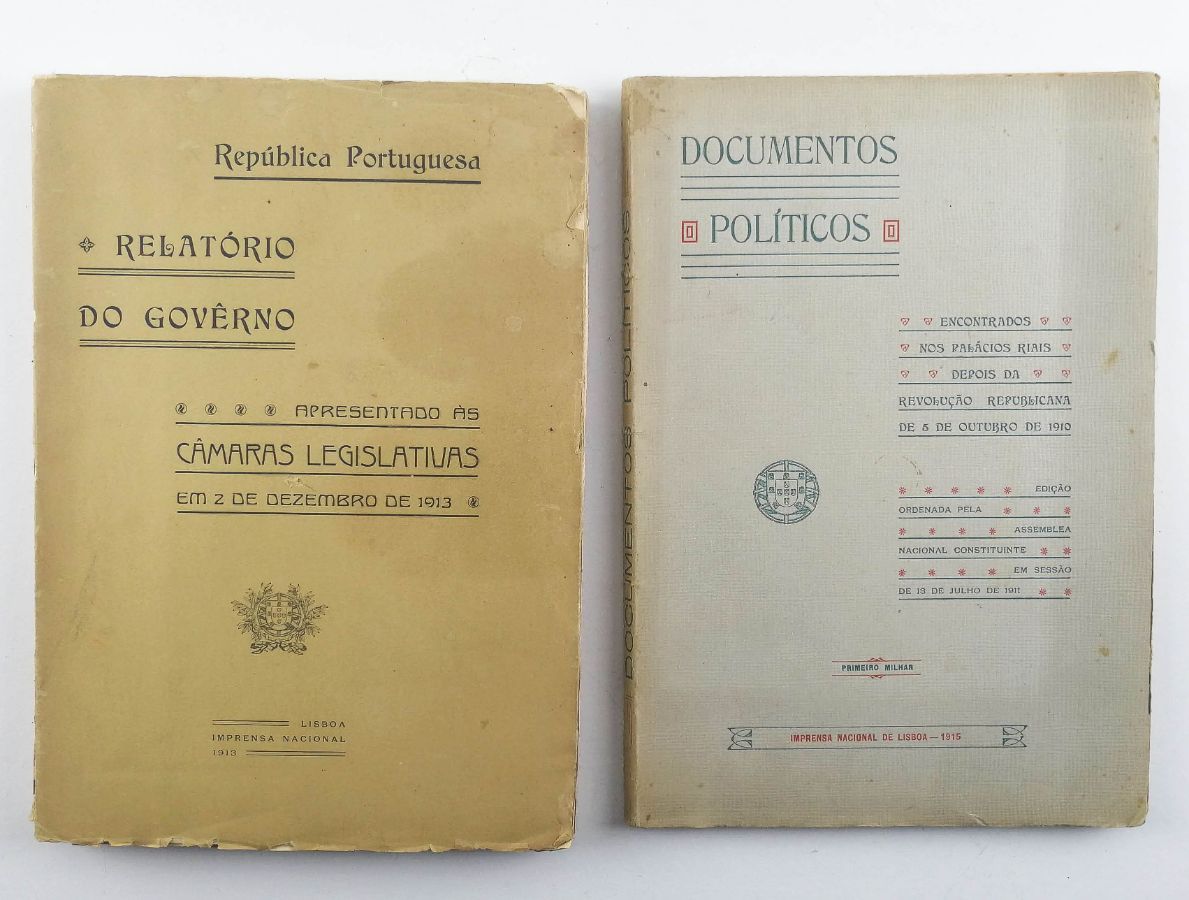 República Portuguesa
RELATÓRIO
DO GOVÊRNO
APRESENTADO ÀS
CÂMARAS LEGISLATIVAS
EM 2 DE DEZEMBRO DE 1913
LISBOA
IMPRENSA NACIONAL
1913
DOCUMENTOS POLITICOS
DOCUMENTOS
POLÍTICOS
ENCONTRADOS
NOS PALÁCIOS RIAIS
DEPOIS DA
REVOLUÇÃO REPUBLICANA
DE 5 DE OUTUBRO DE 1910
EDIÇÃO
ORDENADA PELA
ASSEMBLEA
NACIONAL CONSTITUINTE
EM SESSÃO
DE 13 DE JULHO DE 1911
PRIMEIRO MILHAR
IMPRENSA NACIONAL DE LISBOA—1915